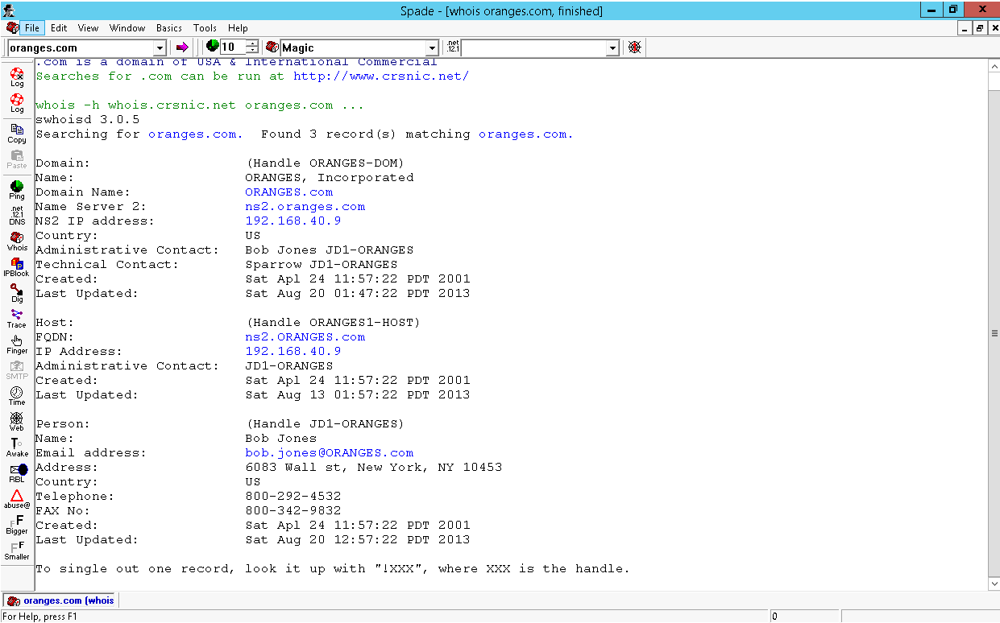 Spade - [whois oranges.com, finished]
File Edit View Window Basics Tools Help
oranges.com 10 Magic .net .12.1
.com is a domain of USA & International Commercial
Searches for .com can be run at http://www.crsnic.net/
whois -h whois.crsnic.net oranges.com ...
swhoisd 3.0.5
Searching for oranges.com. Found 3 record(s) matching oranges.com.
Domain: (Handle ORANGES-DOM)
Name: ORANGES, Incorporated
Domain Name: ORANGES.com
Name Server 2: ns2.oranges.com
NS2 IP address: 192.168.40.9
Country: US
Administrative Contact: Bob Jones JD1-ORANGES
Technical Contact: Sparrow JD1-ORANGES
Created: Sat Apl 24 11:57:22 PDT 2001
Last Updated: Sat Aug 20 01:47:22 PDT 2013
Host: (Handle ORANGES1-HOST)
FQDN: ns2.ORANGES.com
IP Address: 192.168.40.9
Administrative Contact: JD1-ORANGES
Created: Sat Apl 24 11:57:22 PDT 2001
Last Updated: Sat Aug 13 01:57:22 PDT 2013
Person: (Handle JD1-ORANGES)
Name: Bob Jones
Email address: bob.jones@ORANGES.com
Address: 6083 Wall st, New York, NY 10453
Country: US
Telephone: 800-292-4532
FAX No: 800-342-9832
Created: Sat Apl 24 11:57:22 PDT 2001
Last Updated: Sat Aug 20 12:57:22 PDT 2013
To single out one record, look it up with "!XXX", where XXX is the handle.
Log
Log
Copy
Paste
Ping
.net
.12.1
DNS
Whois
IPBlock
Dig
Trace
Finger
SMTP
Time
Web
Awake
RBL
abuse@
Bigger
Smaller
oranges.com (whois
For Help, press F1 0